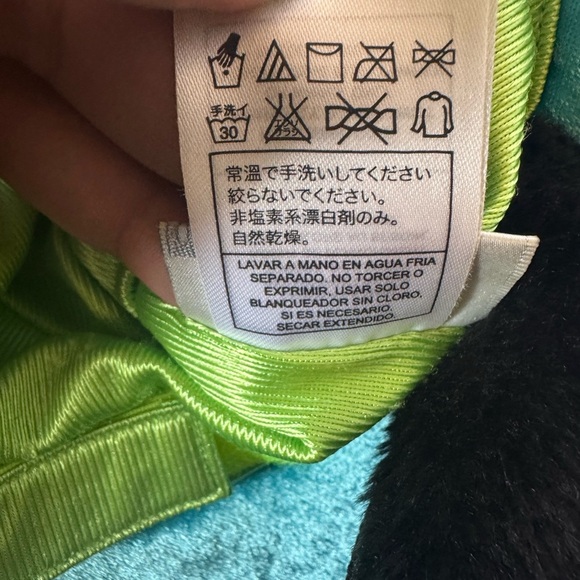 手洗イ
30
常温で手洗いしてください
絞らないでください。
非塩素系漂白剤のみ。
自然乾燥。
LAVAR A MANO EN AGUA FRIA
SEPARADO. NO TORCER O
EXPRIMIR, USAR SOLO
BLANQUEADOR SIN CLORO,
SI ES NECESARIO.
SECAR EXTENDIDO.